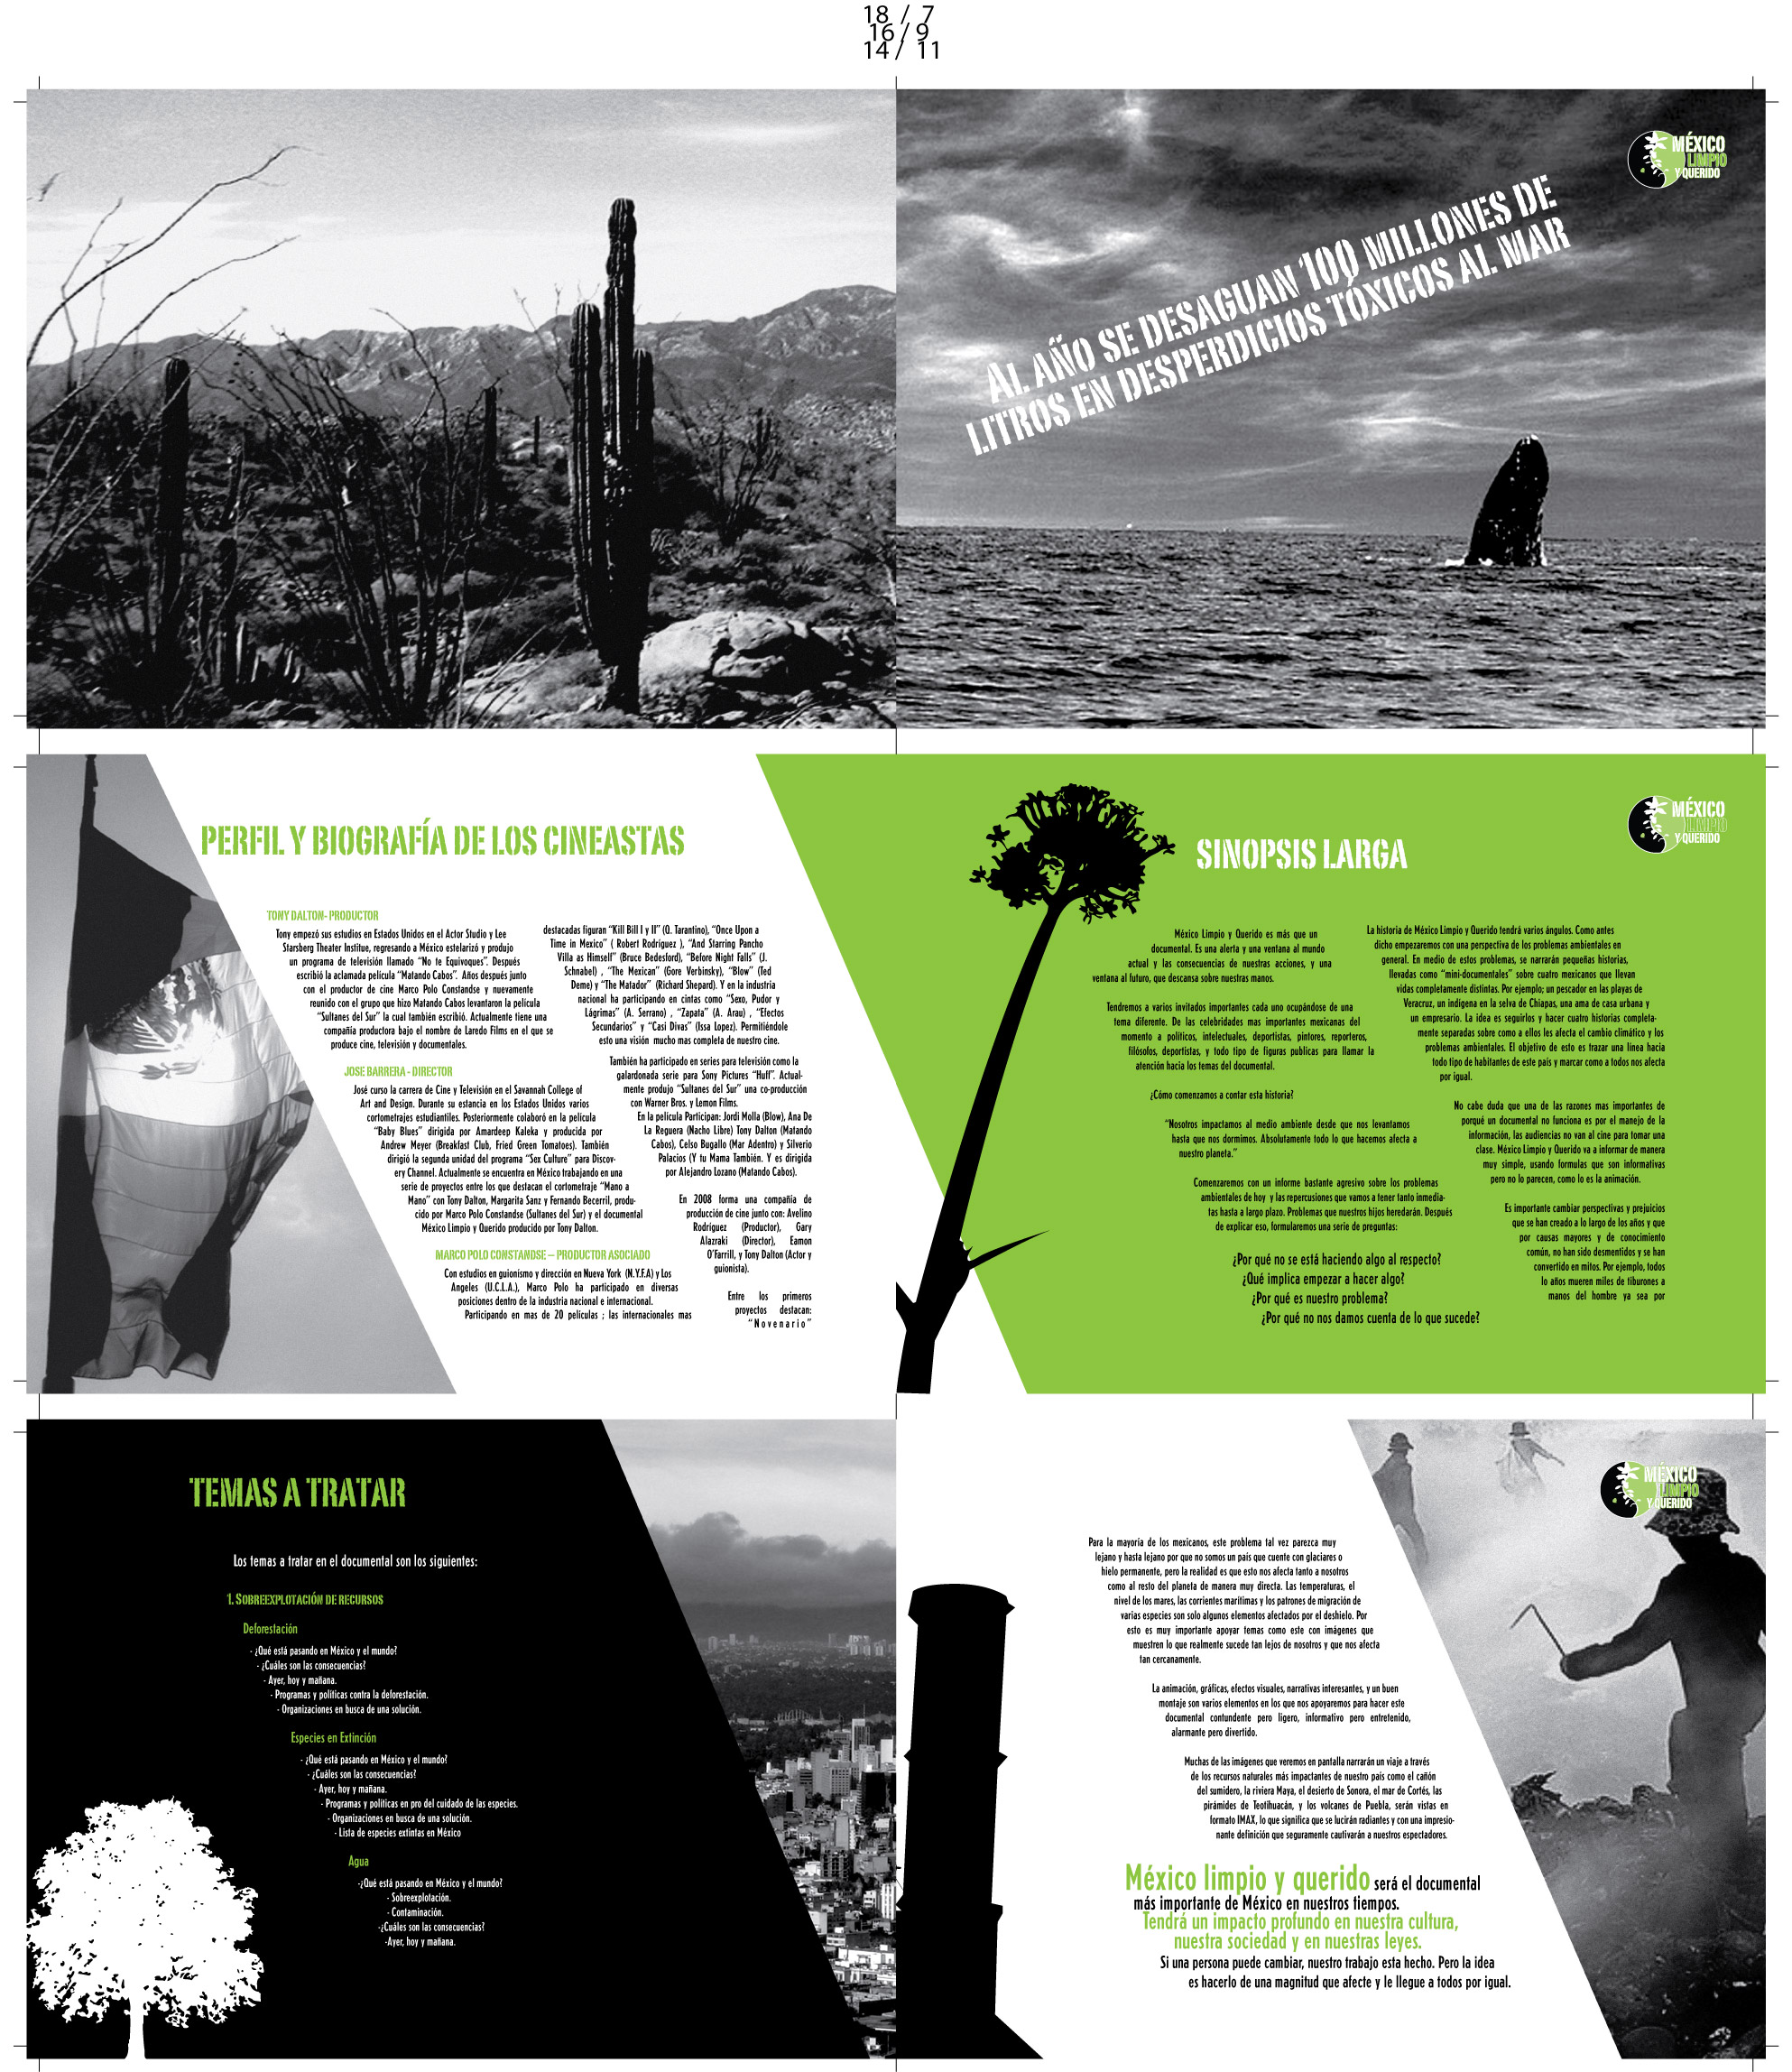 18 / 7
16 / 9
14 / 11
MÉXICO
LIMPIO
Y QUERIDO
AL AÑO SE DESAGUAN 100 MILLONES DE
LITROS EN DESPERDICIOS TÓXICOS AL MAR
PERFIL Y BIOGRAFÍA DE LOS CINEASTAS
TONY DALTON- PRODUCTOR
Tony empezó sus estudios en Estados Unidos en el Actor Studio y Lee
Starsberg Theater Institue, regresando a México estelarizó y produjo
un programa de televisión llamado “No te Equivoques”. Después
escribió la aclamada película “Matando Cabos”. Años después junto
con el productor de cine Marco Polo Constandse y nuevamente
reunido con el grupo que hizo Matando Cabos levantaron la película
“Sultanes del Sur” la cual también escribió. Actualmente tiene una
compañía productora bajo el nombre de Laredo Films en el que se
produce cine, televisión y documentales.
JOSE BARRERA - DIRECTOR
José curso la carrera de Cine y Televisión en el Savannah College of
Art and Design. Durante su estancia en los Estados Unidos varios
cortometrajes estudiantiles. Posteriormente colaboró en la película
“Baby Blues” dirigida por Amardeep Kaleka y producida por
Andrew Meyer (Breakfast Club, Fried Green Tomatoes). También
dirigió la segunda unidad del programa “Sex Culture” para Discov-
ery Channel. Actualmente se encuentra en México trabajando en una
serie de proyectos entre los que destacan el cortometraje “Mano a
Mano” con Tony Dalton, Margarita Sanz y Fernando Becerril, produ-
cido por Marco Polo Constandse (Sultanes del Sur) y el documental
México Limpio y Querido producido por Tony Dalton.
MARCO POLO CONSTANDSE – PRODUCTOR ASOCIADO
Con estudios en guionismo y dirección en Nueva York (N.Y.F.A) y Los
Angeles (U.C.L.A.), Marco Polo ha participado en diversas
posiciones dentro de la industria nacional e internacional.
Participando en mas de 20 películas ; las internacionales mas
destacadas figuran “Kill Bill I y II” (Q. Tarantino), “Once Upon a
Time in Mexico” ( Robert Rodríguez ), “And Starring Pancho
Villa as Himself” (Bruce Bedesford), “Before Night Falls” (J.
Schnabel) , “The Mexican” (Gore Verbinsky), “Blow” (Ted
Deme) y “The Matador” (Richard Shepard). Y en la industria
nacional ha participando en cintas como “Sexo, Pudor y
Lágrimas” (A. Serrano) , “Zapata” (A. Arau) , “Efectos
Secundarios” y “Casi Divas” (Issa Lopez). Permitiéndole
esto una visión mucho mas completa de nuestro cine.
También ha participado en series para televisión como la
galardonada serie para Sony Pictures “Huff”. Actual-
mente produjo “Sultanes del Sur” una co-producción
con Warner Bros. y Lemon Films.
En la película Participan: Jordi Molla (Blow), Ana De
La Reguera (Nacho Libre) Tony Dalton (Matando
Cabos), Celso Bugallo (Mar Adentro) y Silverio
Palacios (Y tu Mama También. Y es dirigida
por Alejandro Lozano (Matando Cabos).
En 2008 forma una compañía de
producción de cine junto con: Avelino
Rodríguez (Productor), Gary
Alazraki (Director), Eamon
O’Farrill, y Tony Dalton (Actor y
guionista).
Entre los primeros
proyectos destacan:
“Novenario”
MÉXICO
LIMPIO
Y QUERIDO
SINOPSIS LARGA
México Limpio y Querido es más que un
documental. Es una alerta y una ventana al mundo
actual y las consecuencias de nuestras acciones, y una
ventana al futuro, que descansa sobre nuestras manos.
Tendremos a varios invitados importantes cada uno ocupándose de una
tema diferente. De las celebridades mas importantes mexicanas del
momento a políticos, intelectuales, deportistas, pintores, reporteros,
filósofos, deportistas, y todo tipo de figuras publicas para llamar la
atención hacia los temas del documental.
¿Cómo comenzamos a contar esta historia?
“Nosotros impactamos al medio ambiente desde que nos levantamos
hasta que nos dormimos. Absolutamente todo lo que hacemos afecta a
nuestro planeta.”
Comenzaremos con un informe bastante agresivo sobre los problemas
ambientales de hoy y las repercusiones que vamos a tener tanto inmedia-
tas hasta a largo plazo. Problemas que nuestros hijos heredarán. Después
de explicar eso, formularemos una serie de preguntas:
¿Por qué no se está haciendo algo al respecto?
¿Qué implica empezar a hacer algo?
¿Por qué es nuestro problema?
¿Por qué no nos damos cuenta de lo que sucede?
La historia de México Limpio y Querido tendrá varios ángulos. Como antes
dicho empezaremos con una perspectiva de los problemas ambientales en
general. En medio de estos problemas, se narrarán pequeñas historias,
llevadas como “mini-documentales” sobre cuatro mexicanos que llevan
vidas completamente distintas. Por ejemplo; un pescador en las playas de
Veracruz, un indígena en la selva de Chiapas, una ama de casa urbana y
un empresario. La idea es seguirlos y hacer cuatro historias completa-
mente separadas sobre como a ellos les afecta el cambio climático y los
problemas ambientales. El objetivo de esto es trazar una línea hacia
todo tipo de habitantes de este país y marcar como a todos nos afecta
por igual.
No cabe duda que una de las razones mas importantes de
porqué un documental no funciona es por el manejo de la
información, las audiencias no van al cine para tomar una
clase. México Limpio y Querido va a informar de manera
muy simple, usando formulas que son informativas
pero no lo parecen, como lo es la animación.
Es importante cambiar perspectivas y prejuicios
que se han creado a lo largo de los años y que
por causas mayores y de conocimiento
común, no han sido desmentidos y se han
convertido en mitos. Por ejemplo, todos
lo años mueren miles de tiburones a
manos del hombre ya sea por
TEMAS A TRATAR
Los temas a tratar en el documental son los siguientes:
1. SOBREEXPLOTACIÓN DE RECURSOS
Deforestación
- ¿Qué está pasando en México y el mundo?
- ¿Cuáles son las consecuencias?
- Ayer, hoy y mañana.
- Programas y políticas contra la deforestación.
- Organizaciones en busca de una solución.
Especies en Extinción
- ¿Qué está pasando en México y el mundo?
- ¿Cuáles son las consecuencias?
- Ayer, hoy y mañana.
- Programas y políticas en pro del cuidado de las especies.
- Organizaciones en busca de una solución.
- Lista de especies extintas en México
Agua
-¿Qué está pasando en México y el mundo?
- Sobreexplotación.
- Contaminación.
-¿Cuáles son las consecuencias?
-Ayer, hoy y mañana.
MÉXICO
LIMPIO
Y QUERIDO
Para la mayoría de los mexicanos, este problema tal vez parezca muy
lejano y hasta lejano por que no somos un país que cuente con glaciares o
hielo permanente, pero la realidad es que esto nos afecta tanto a nosotros
como al resto del planeta de manera muy directa. Las temperaturas, el
nivel de los mares, las corrientes marítimas y los patrones de migración de
varias especies son solo algunos elementos afectados por el deshielo. Por
esto es muy importante apoyar temas como este con imágenes que
muestren lo que realmente sucede tan lejos de nosotros y que nos afecta
tan cercanamente.
La animación, gráficas, efectos visuales, narrativas interesantes, y un buen
montaje son varios elementos en los que nos apoyaremos para hacer este
documental contundente pero ligero, informativo pero entretenido,
alarmante pero divertido.
Muchas de las imágenes que veremos en pantalla narrarán un viaje a través
de los recursos naturales más impactantes de nuestro país como el cañón
del sumidero, la riviera Maya, el desierto de Sonora, el mar de Cortés, las
pirámides de Teotihuacán, y los volcanes de Puebla, serán vistas en
formato IMAX, lo que significa que se lucirán radiantes y con una impresio-
nante definición que seguramente cautivarán a nuestros espectadores.
México limpio y querido será el documental
más importante de México en nuestros tiempos.
Tendrá un impacto profundo en nuestra cultura,
nuestra sociedad y en nuestras leyes.
Si una persona puede cambiar, nuestro trabajo esta hecho. Pero la idea
es hacerlo de una magnitud que afecte y le llegue a todos por igual.